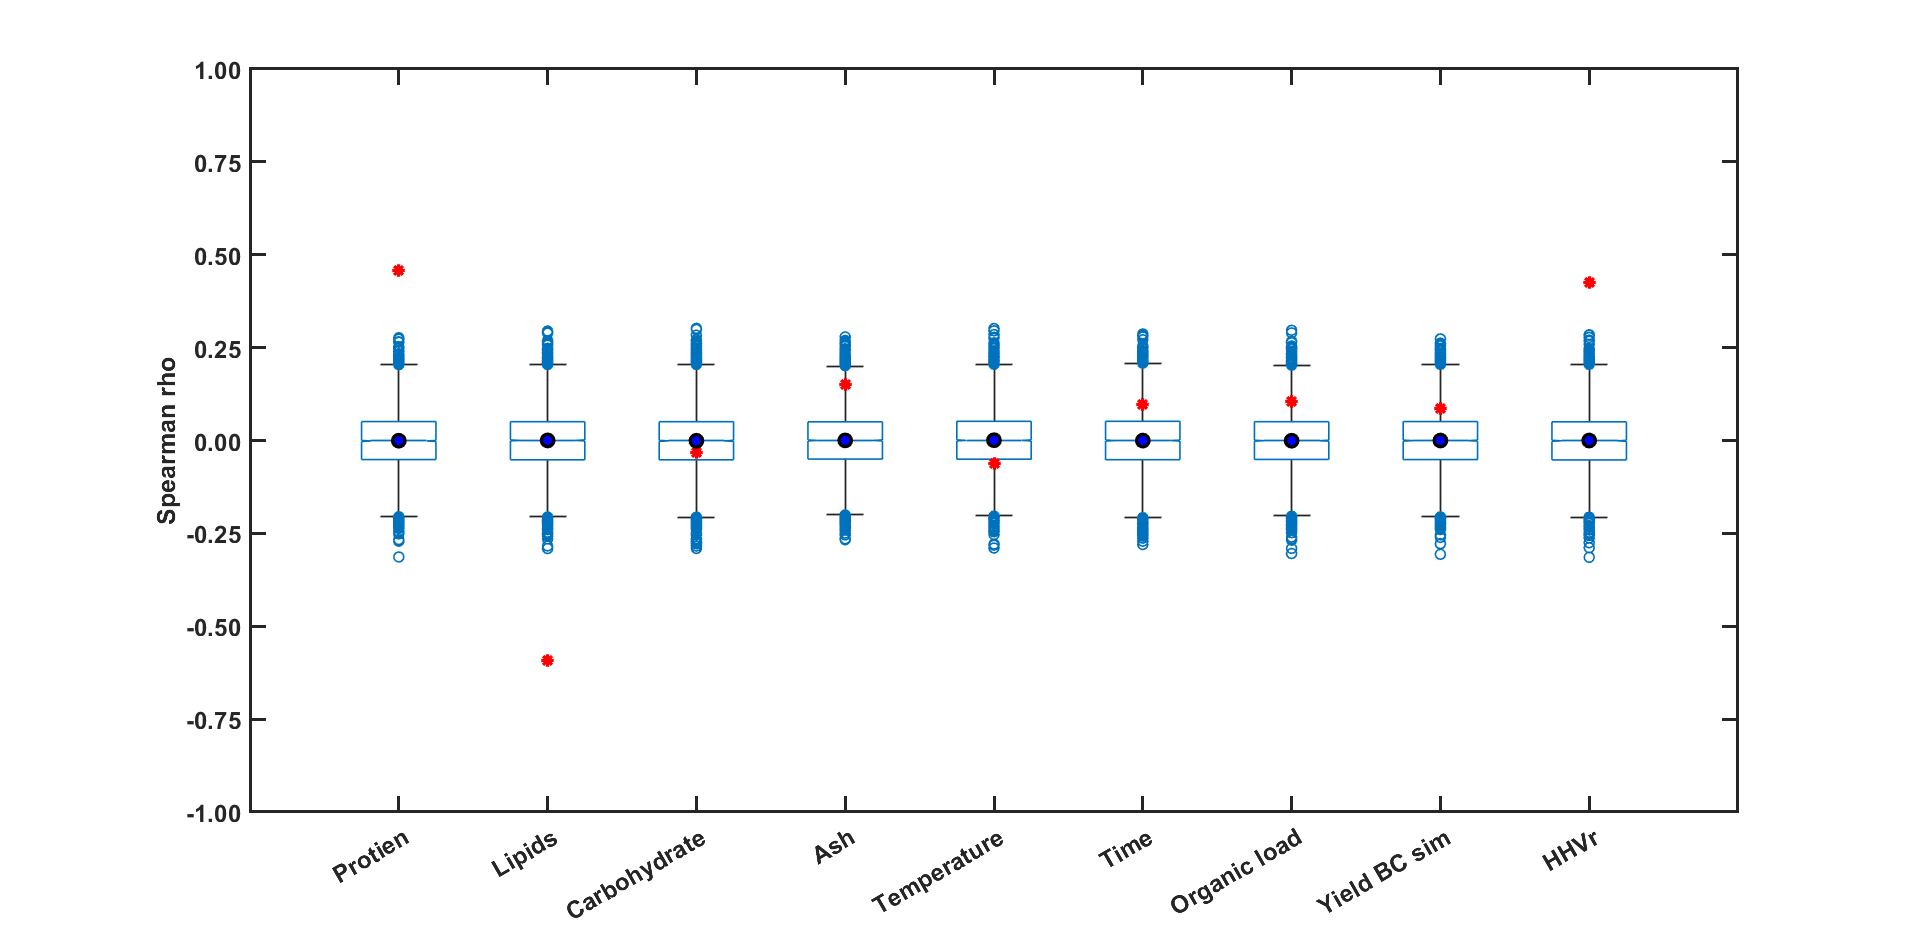 1.00
0.75
0.50
0.25
0.00
-0.25
-0.50
-0.75
-1.00
Spearman rho
Protien
Lipids
Carbohydrate
Ash
Temperature
Time
Organic load
Yield BC sim
HHVr